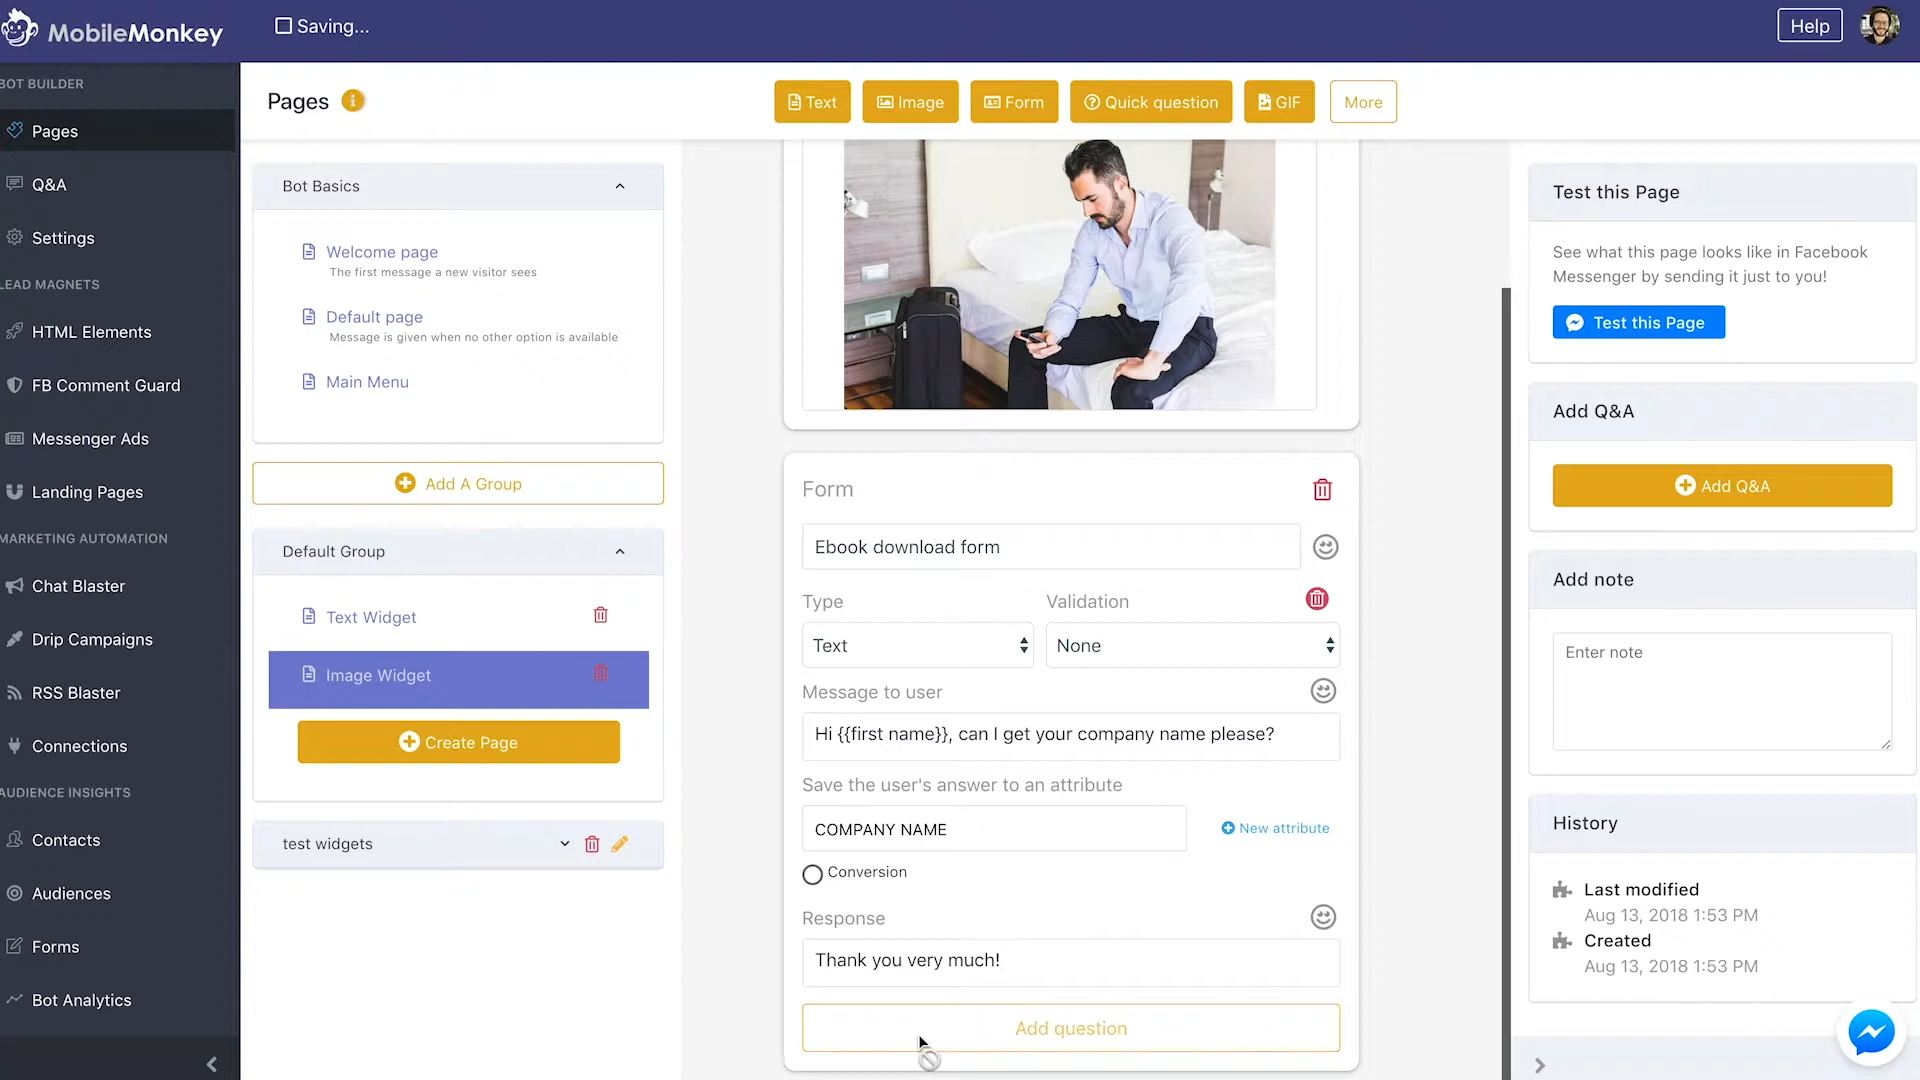 MobileMonkey
Saving...
Help
BOT BUILDER
Pages
Q&A
Settings
LEAD MAGNETS
HTML Elements
FB Comment Guard
Messenger Ads
Landing Pages
MARKETING AUTOMATION
Chat Blaster
Drip Campaigns
RSS Blaster
Connections
AUDIENCE INSIGHTS
Contacts
Audiences
Forms
Bot Analytics
Pages
Text
Image
Form
Quick question
GIF
More
Bot Basics
Welcome page
The first message a new visitor sees
Default page
Message is given when no other option is available
Main Menu
Add A Group
Default Group
Text Widget
Image Widget
Create Page
test widgets
Form
Ebook download form
Type
Validation
Text
None
Message to user
Hi {{first name}}, can I get your company name please?
Save the user's answer to an attribute
COMPANY NAME
New attribute
Conversion
Response
Thank you very much!
Add question
Test this Page
See what this page looks like in Facebook
Messenger by sending it just to you!
Test this Page
Add Q&A
Add Q&A
Add note
Enter note
History
Last modified
Aug 13, 2018 1:53 PM
Created
Aug 13, 2018 1:53 PM